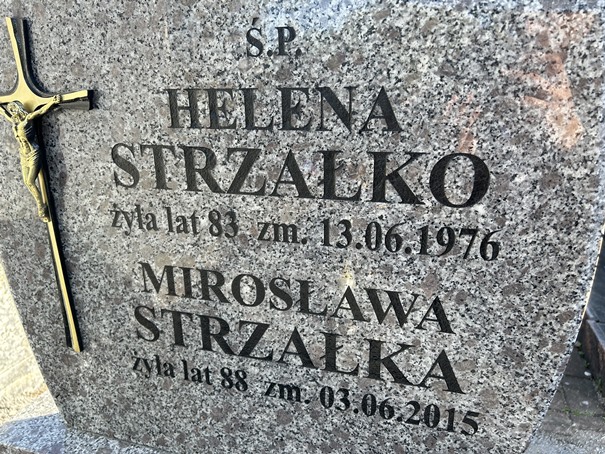 Ś.P.
HELENA
STRZAŁKO
żyła lat 83 zm. 13.06.1976
MIROSŁAWA
STRZAŁKA
żyła lat 88 zm. 03.06.2015